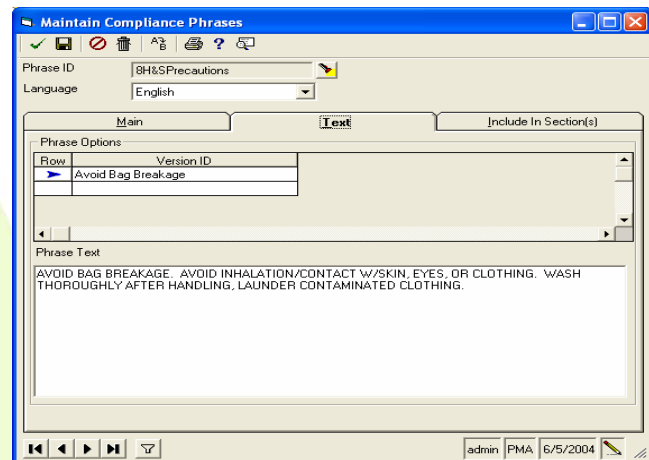 Maintain Compliance Phrases
Phrase ID
8H&SPrecautions
Language
English
Main
Text
Include In Section(s)
Phrase Options
Row Version ID
Avoid Bag Breakage
Phrase Text
AVOID BAG BREAKAGE. AVOID INHALATION/CONTACT W/SKIN, EYES, OR CLOTHING. WASH
THOROUGHLY AFTER HANDLING, LAUNDER CONTAMINATED CLOTHING.
admin PMA 6/5/2004